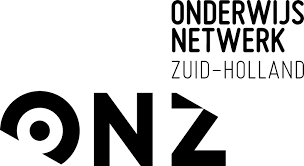 ONDERWIJS
NETWERK
ZUID-HOLLAND
ONZ